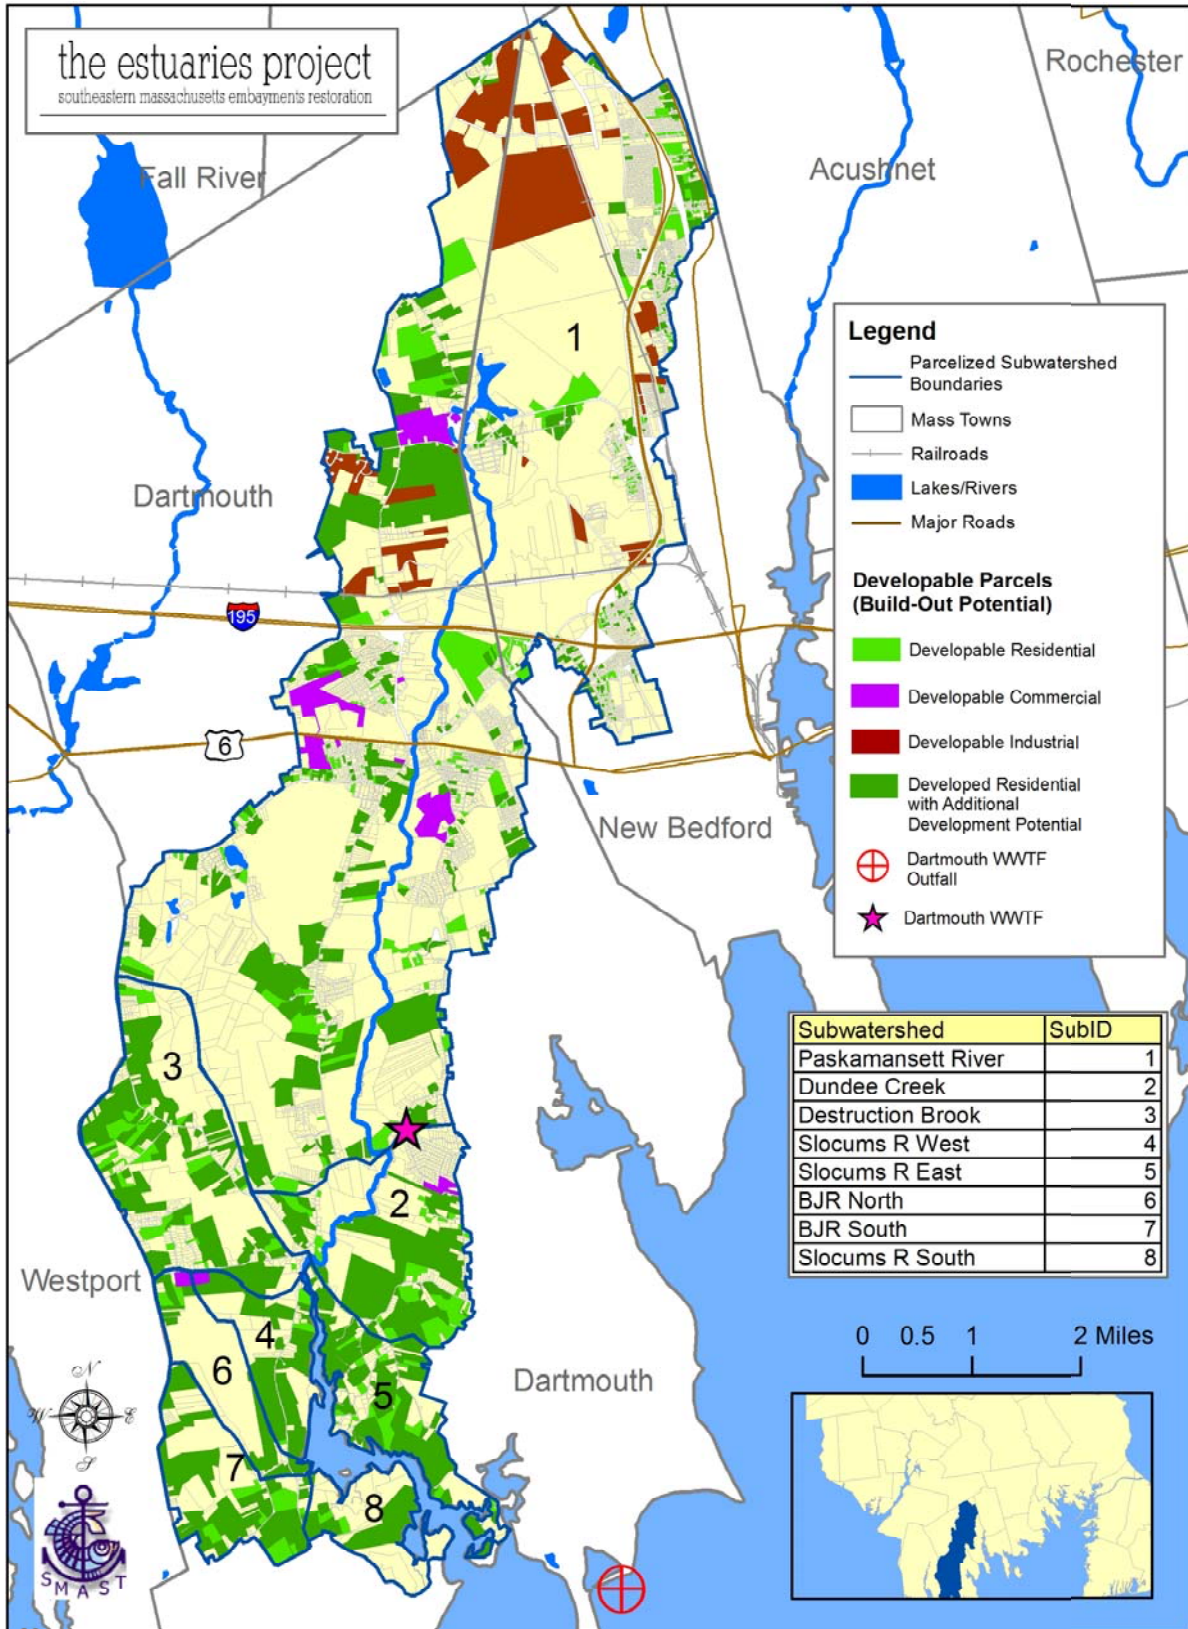 the estuaries project
southeastern massachusetts embayments restoration
Rochester
Fall River
Acushnet
1
Legend
Parcelized Subwatershed
Boundaries
Mass Towns
Railroads
Lakes/Rivers
Major Roads
Dartmouth
Developable Parcels
(Build-Out Potential)
195
Developable Residential
Developable Commercial
6
Developable Industrial
Developed Residential
with Additional
Development Potential
New Bedford
Dartmouth WWTF
Outfall
Dartmouth WWTF
Subwatershed SubID
Paskamansett River 1
Dundee Creek 2
Destruction Brook 3
Slocums R West 4
Slocums R East 5
BJR North 6
BJR South 7
Slocums R South 8
3
2
Westport
4
0 0.5 1 2 Miles
6
5
Dartmouth
N
W E
S
7
8
SMAST